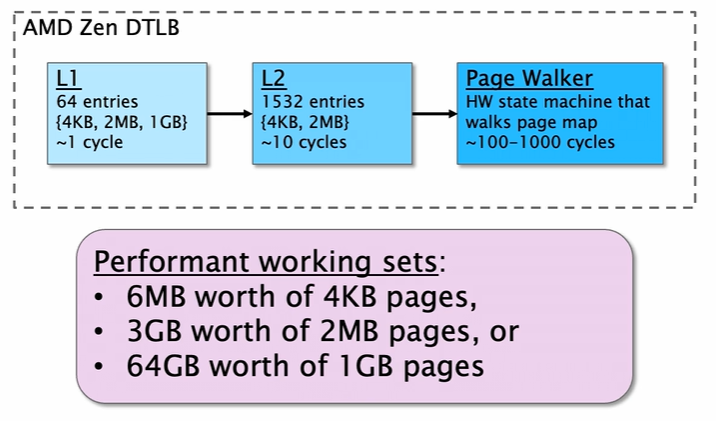 AMD Zen DTLB
L1
64 entries
{4KB, 2MB, 1GB}
~1 cycle
L2
1532 entries
{4KB, 2MB}
~10 cycles
Page Walker
HW state machine that
walks page map
~100-1000 cycles
Performant working sets:
• 6MB worth of 4KB pages,
• 3GB worth of 2MB pages, or
• 64GB worth of 1GB pages